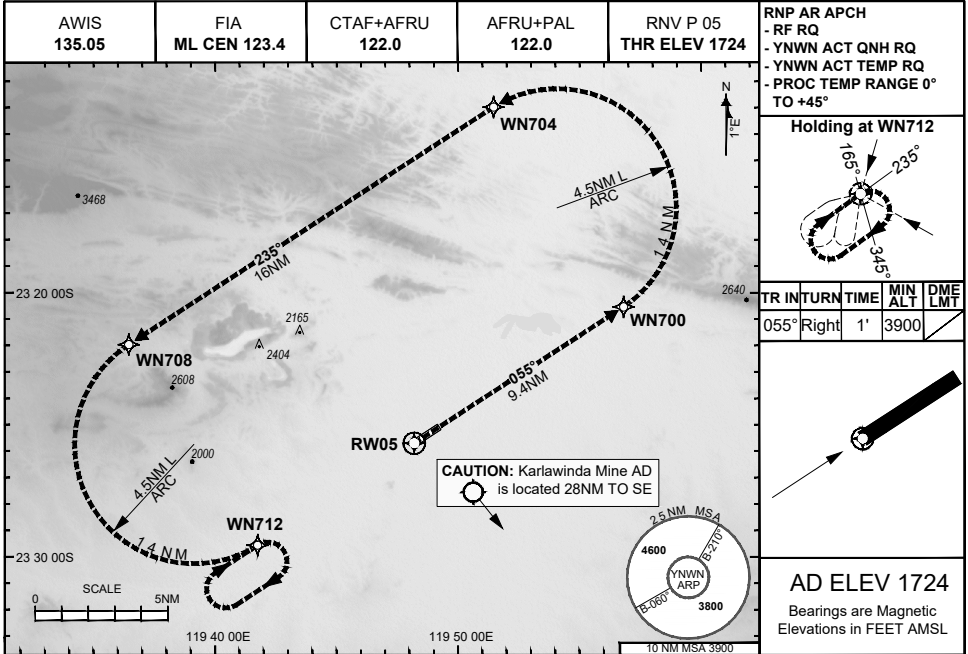 AWIS
135.05
FIA
ML CEN 123.4
CTAF+AFRU
122.0
AFRU+PAL
122.0
RNV P 05
THR ELEV 1724
RNP AR APCH
- RF RQ
- YNWN ACT QNH RQ
- YNWN ACT TEMP RQ
- PROC TEMP RANGE 0°
TO +45°
Holding at WN712
165°
235°
345°
TR IN
TURN
TIME
MIN
ALT
DME
LMT
055°
Right
1'
3900
N
1°E
WN704
4.5NM L
ARC
14NM
3468
235°
16NM
23 20 00S
2640
WN700
2165
2404
WN708
2608
055°
9.4NM
RW05
2000
4.5NM L
ARC
CAUTION: Karlawinda Mine AD
is located 28NM TO SE
WN712
14NM
23 30 00S
SCALE
0
5NM
119 40 00E
119 50 00E
2.5 NM MSA
4600
B-210°
YNWN
ARP
B-060°
3800
10 NM MSA 3900
AD ELEV 1724
Bearings are Magnetic
Elevations in FEET AMSL